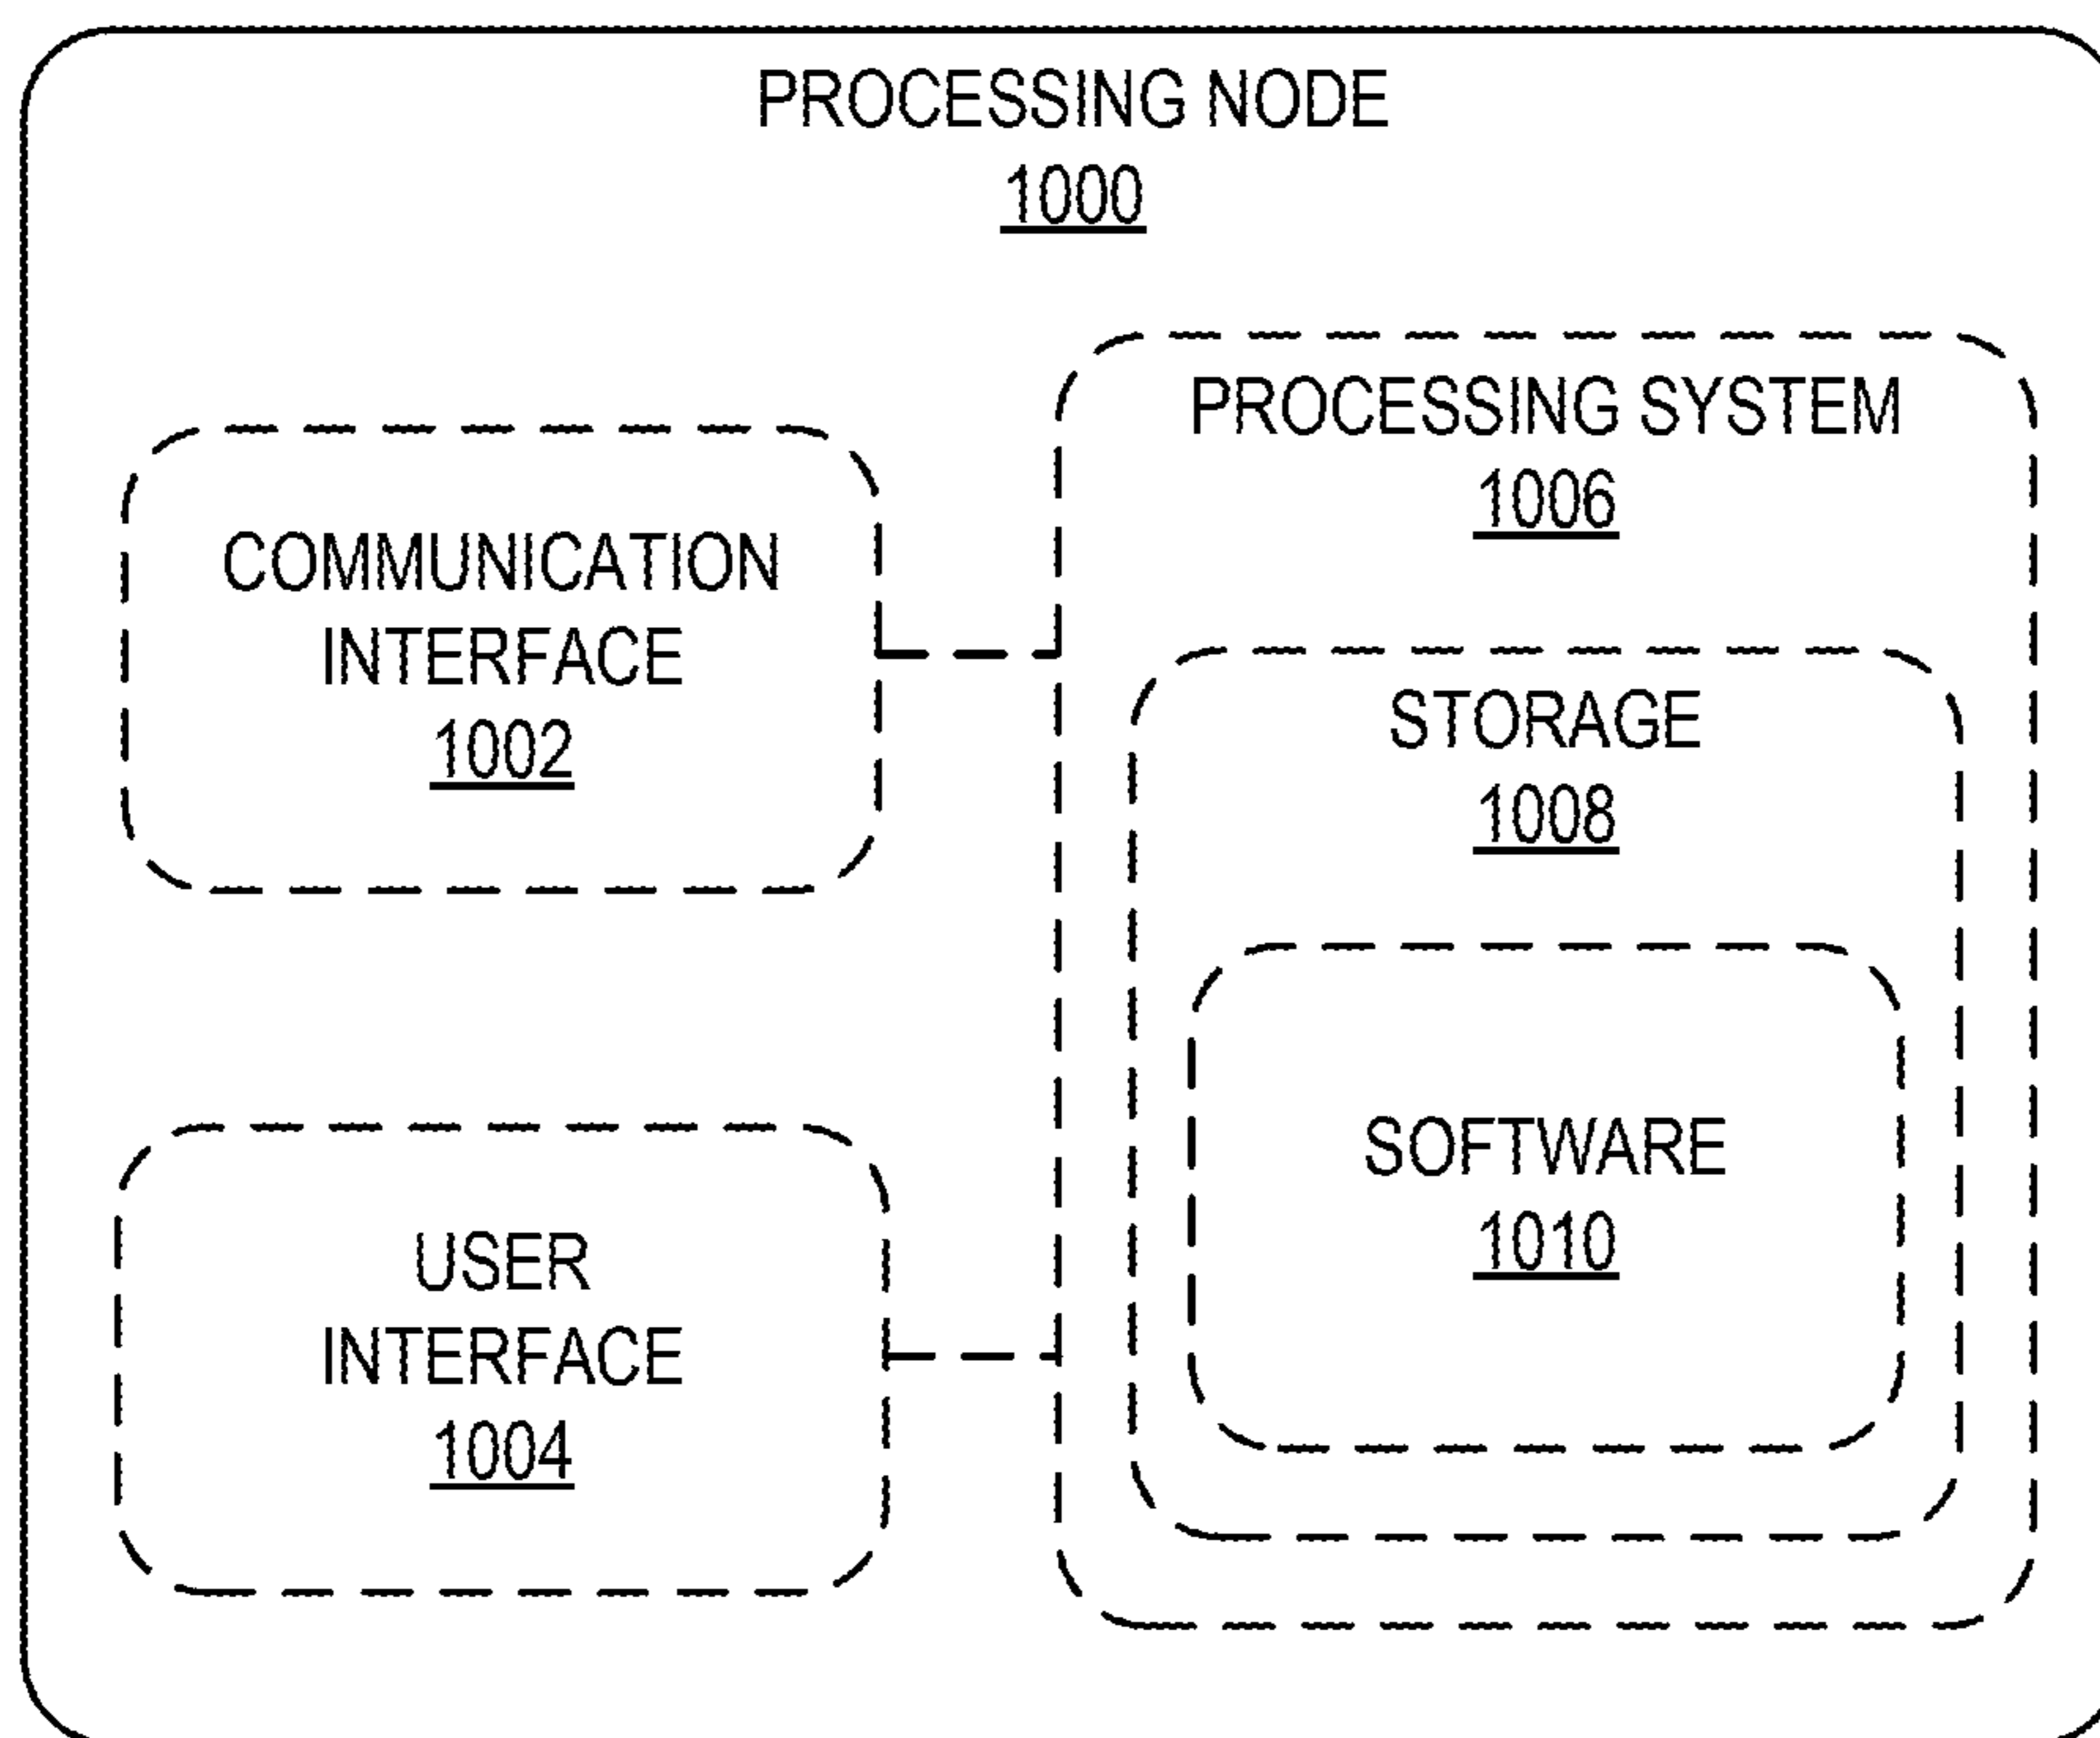 PROCESSING NODE
1000
PROCESSING SYSTEM
1006
COMMUNICATION
INTERFACE
1002
STORAGE
1008
SOFTWARE
1010
USER
INTERFACE
1004